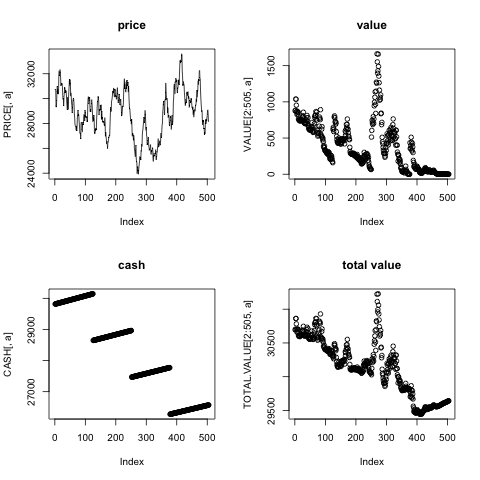 price
PRICE[, a]
24000 28000 32000
0 100 200 300 400 500
Index
value
VALUE[2:505, a]
0 500 1000 1500
0 100 200 300 400 500
Index
cash
CASH[, a]
27000 29000
0 100 200 300 400 500
Index
total value
TOTAL.VALUE[2:505, a]
29500 30500
0 100 200 300 400 500
Index